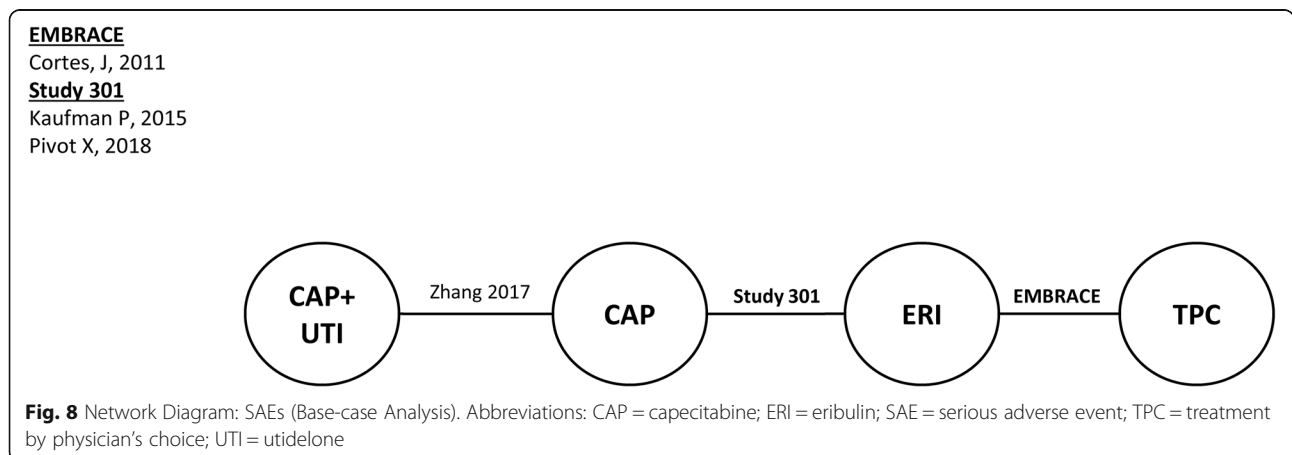 EMBRACE
Cortes, J, 2011
Study 301
Kaufman P, 2015
Pivot X, 2018
CAP+
UTI
Zhang 2017
CAP
Study 301
ERI
EMBRACE
TPC
Fig. 8 Network Diagram: SAEs (Base-case Analysis). Abbreviations: CAP = capecitabine; ERI = eribulin; SAE = serious adverse event; TPC = treatment
by physician’s choice; UTI = utidelone